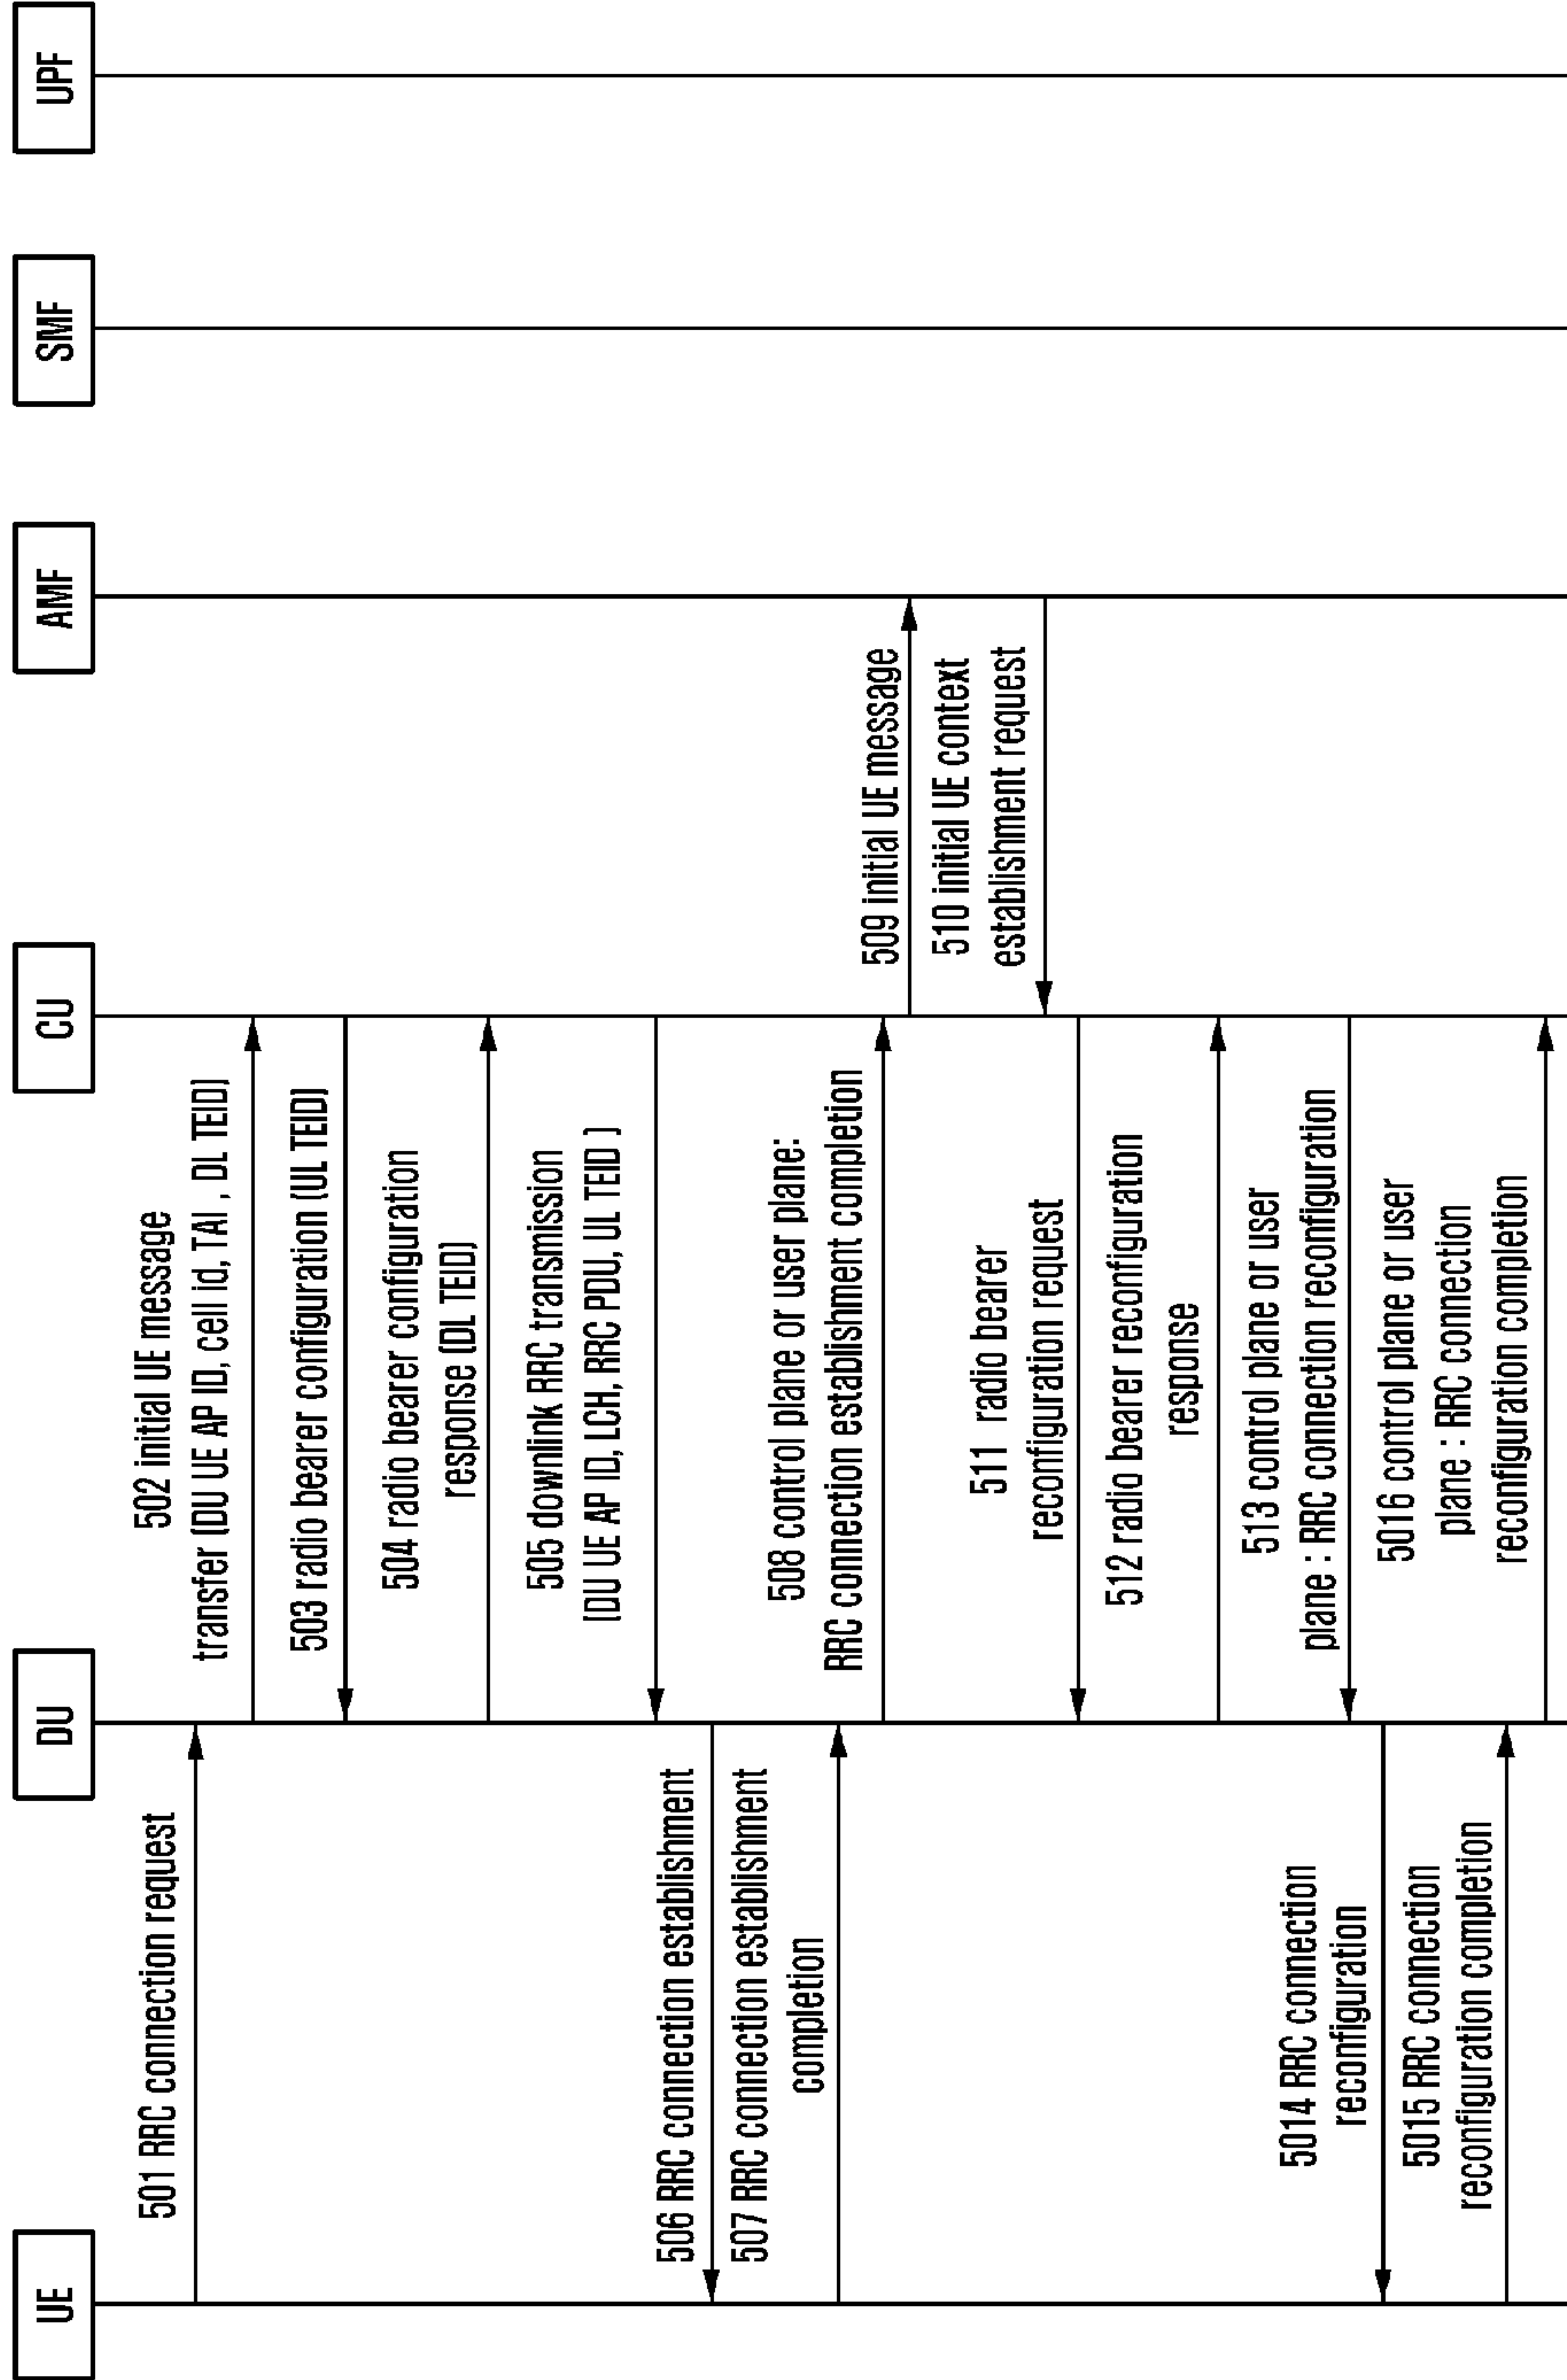 UE
DU
CU
AMF
SMF
UPF
501 RRC connection request
502 initial UE message
transfer (DU UE AP ID, cell id, TAI , DL TEID)
503 radio bearer configuration (UL TEID)
504 radio bearer configuration
response (DL TEID)
505 downlink RRC transmission
(DU UE AP ID, LCH, RRC PDU, UL TEID )
506 RRC connection establishment
507 RRC connection establishment
completion
508 control plane or user plane:
RRC connection establishment completion
509 initial UE message
510 initial UE context
establishment request
511 radio bearer
reconfiguration request
512 radio bearer reconfiguration
response
513 control plane or user
plane : RRC connection reconfiguration
5014 RRC connection
reconfiguration
5015 RRC connection
reconfiguration completion
5016 control plane or user
plane : RRC connection
reconfiguration completion